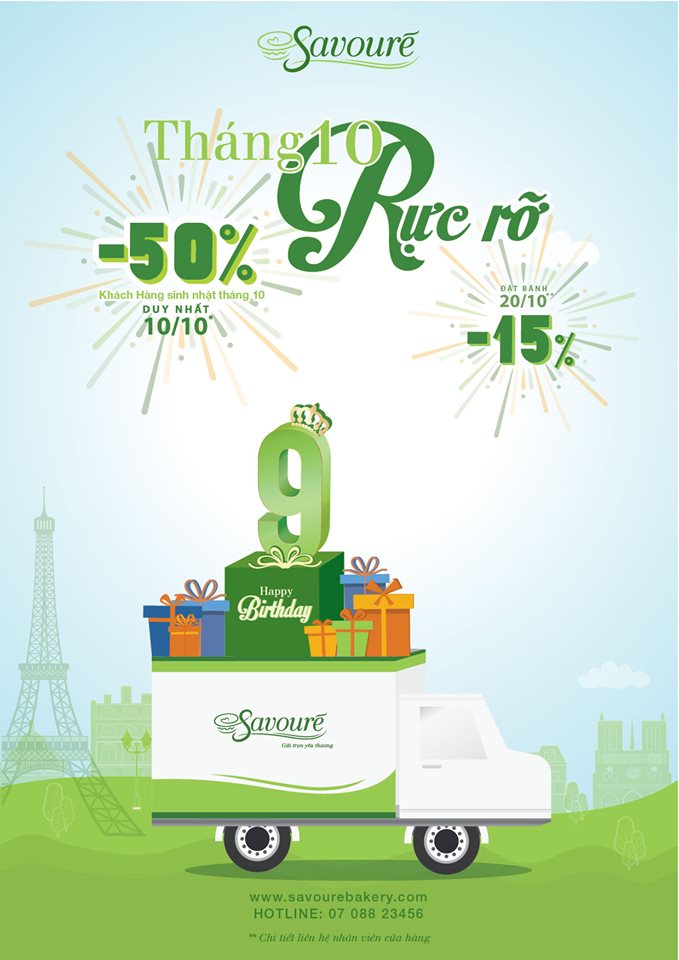 Savouré
Tháng 10
Rực rỡ
-50%
Khách Hàng sinh nhật tháng 10
DUY NHẤT
10/10*
ĐẶT BÁNH
20/10**
-15%
9
Happy
Birthday
Savouré
Gửi trọn yêu thương
www.savourebakery.com
HOTLINE: 07 088 23456
** Chi tiết liên hệ nhân viên cửa hàng